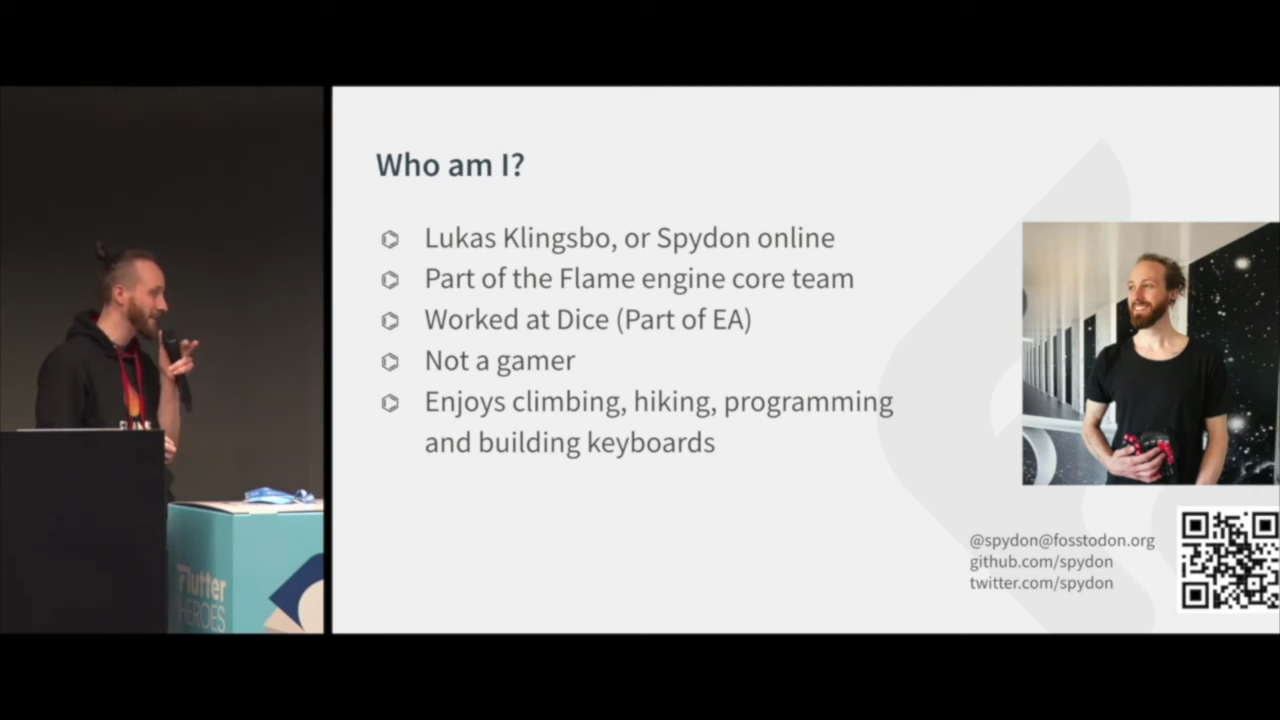 Who am I?
Lukas Klingsbo, or Spydon online
Part of the Flame engine core team
Worked at Dice (Part of EA)
Not a gamer
Enjoys climbing, hiking, programming
and building keyboards
@spydon@fosstodon.org
github.com/spydon
twitter.com/spydon
Flutter
HEROES